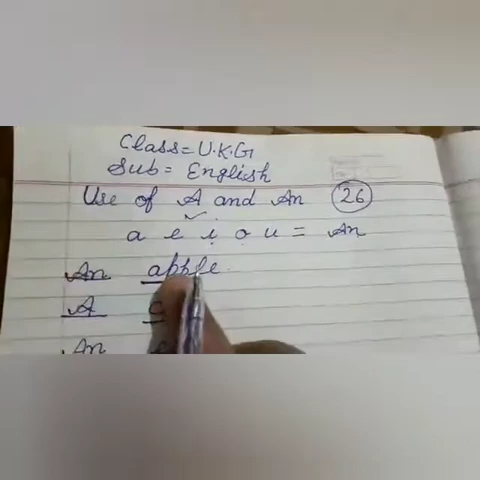 Class = U.K.G
Sub = English
Use of A and An 26
a e i o u = An
An apple
A c
An